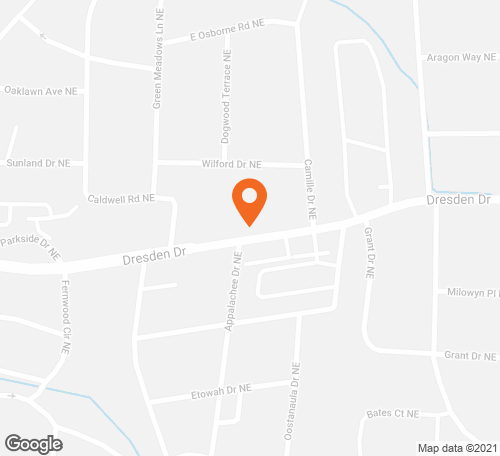 E Osborne Rd NE
Green Meadows Ln NE
Dogwood Terrace NE
Aragon Way NE
Oaklawn Ave NE
Sunland Dr NE
Wilford Dr NE
Camille Dr NE
Caldwell Rd NE
Dresden Dr
Parkside Dr NE
Dresden Dr
Grant Dr NE
Fernwood Cir NE
Appalachee Dr NE
Milowyn Pl
Grant Dr NE
Etowah Dr NE
Oostanaula Dr NE
Bates Ct NE
Google
Map data ©2021